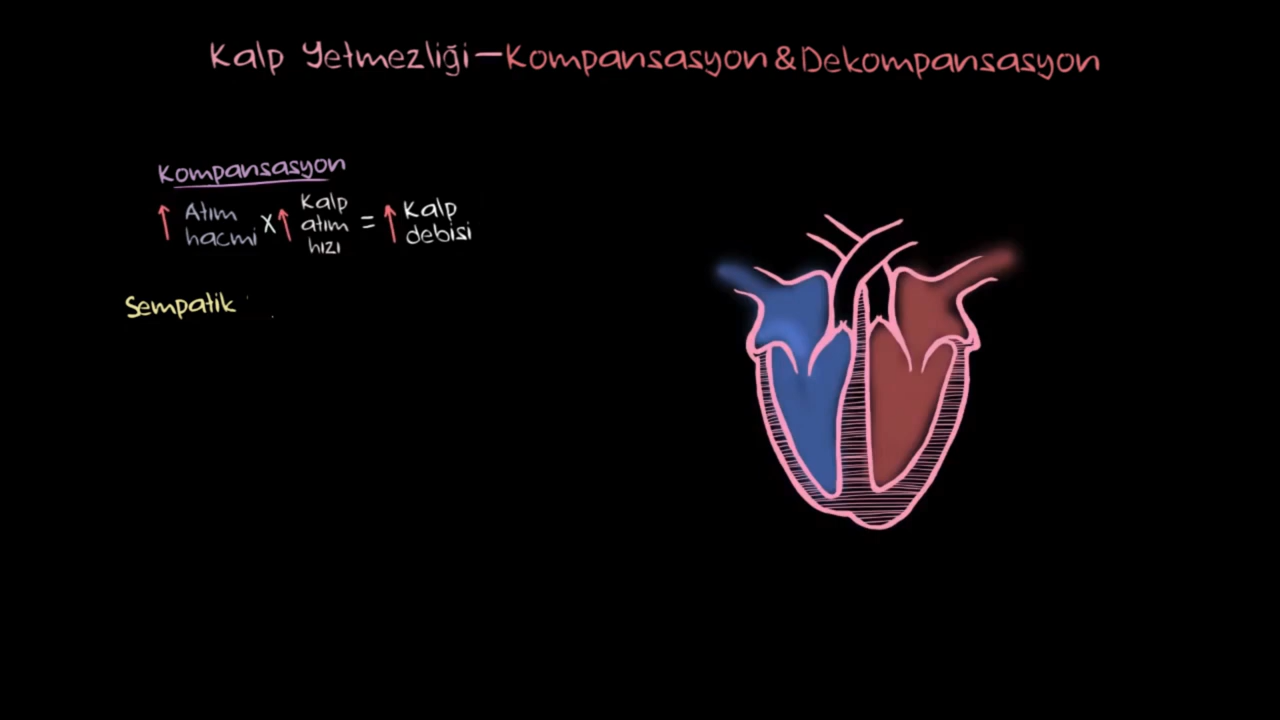 Kalp Yetmezliği—Kompansasyon & Dekompansasyon
Kompansasyon
↑ Atım hacmi x ↑ Kalp atım hızı = ↑ Kalp debisi
Sempatik